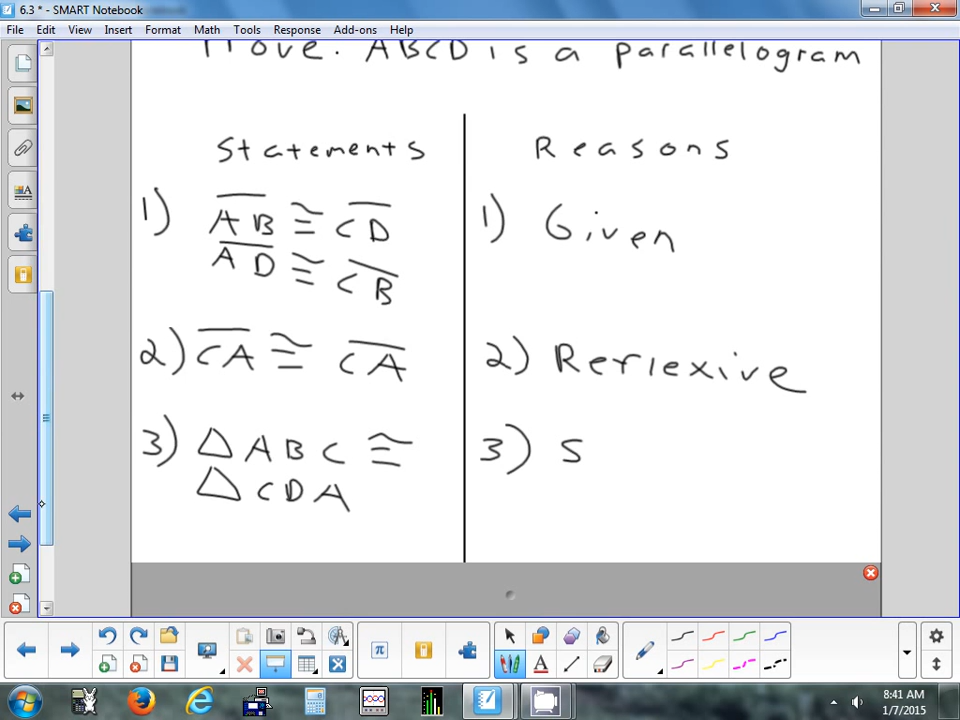 6.3 * - SMART Notebook
File Edit View Insert Format Tools Math Add-ons Help
Prove: ABCD is a parallelogram
Statements Reasons
1) AB ≅ CD 1) Given
AD ≅ CB
2) CA ≅ CA 2) Reflexive
3) △ABC ≅ 3) S
△CDA
8:41 AM
1/7/2015